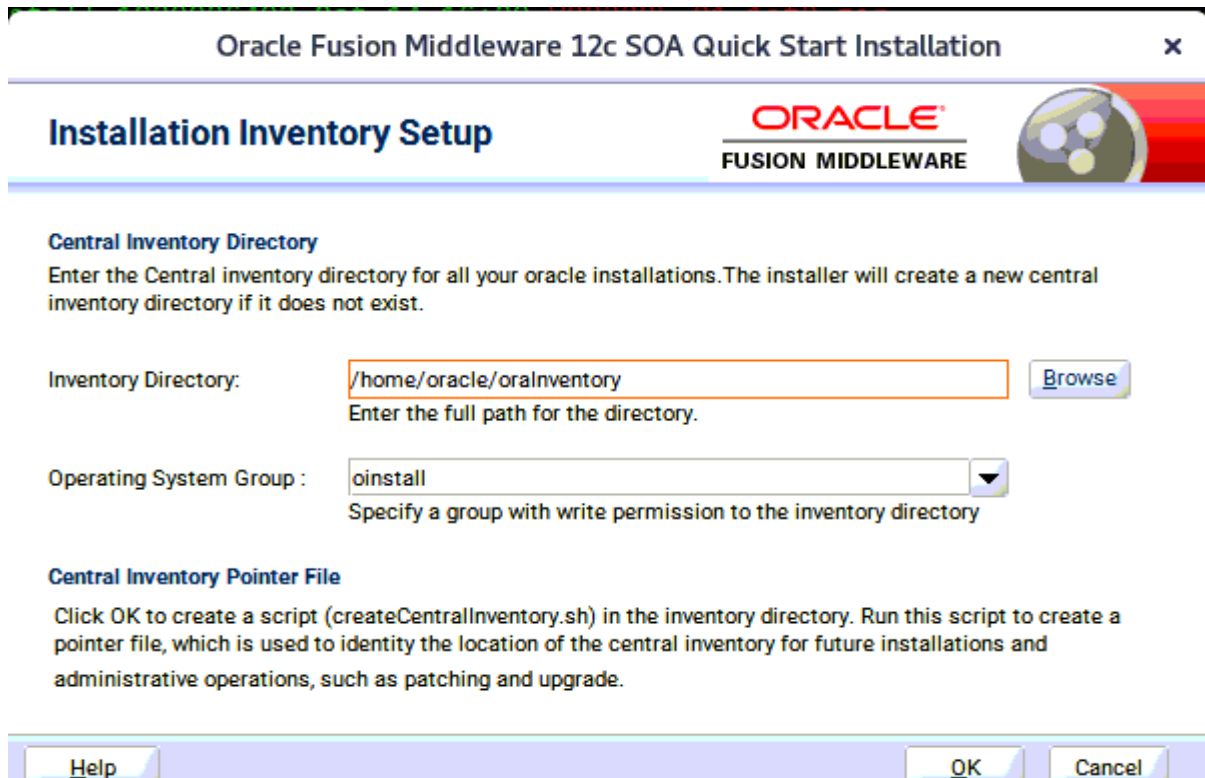 Oracle Fusion Middleware 12c SOA Quick Start Installation ×
Installation Inventory Setup
ORACLE®
FUSION MIDDLEWARE
Central Inventory Directory
Enter the Central inventory directory for all your oracle installations.The installer will create a new central
inventory directory if it does not exist.
Inventory Directory: /home/oracle/oraInventory Browse
Enter the full path for the directory.
Operating System Group : oinstall
Specify a group with write permission to the inventory directory
Central Inventory Pointer File
Click OK to create a script (createCentralInventory.sh) in the inventory directory. Run this script to create a
pointer file, which is used to identity the location of the central inventory for future installations and
administrative operations, such as patching and upgrade.
Help OK Cancel